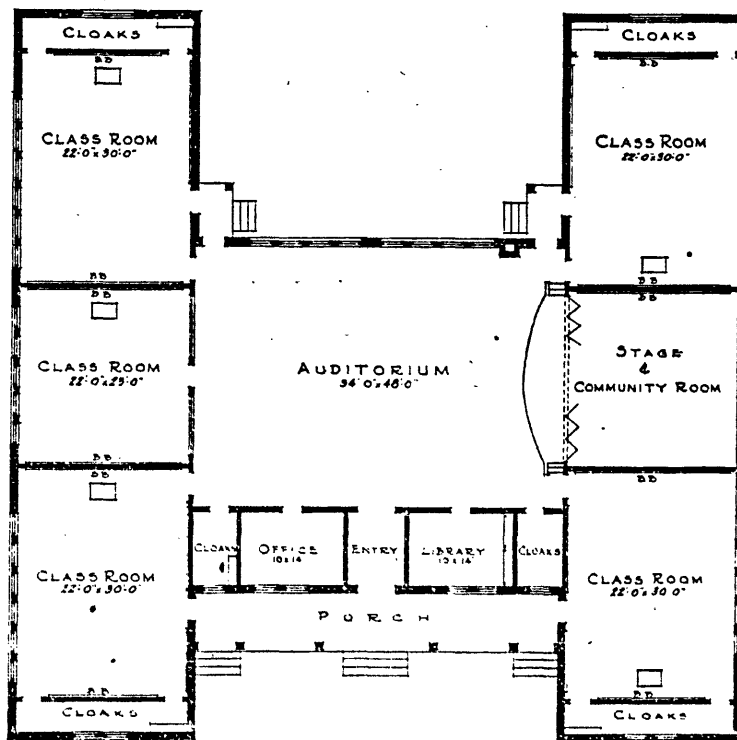 CLOAKS
BB
CLASS ROOM
22'-0"x30'-0"
CLOAKS
BB
CLASS ROOM
22'-0"x30'-0"
BB
BB
CLASS ROOM
22'-0"x25'-0"
BB
BB
AUDITORIUM
34'-0"x48'-0"
BB
BB
STAGE
&
COMMUNITY ROOM
BB
CLASS ROOM
22'-0"x30'-0"
BB
CLOAKS
CLOAKS
OFFICE
10x14
ENTRY
LIBRARY
10x14
CLOAKS
PORCH
CLASS ROOM
22'-0"x30'-0"
BB
CLOAKS